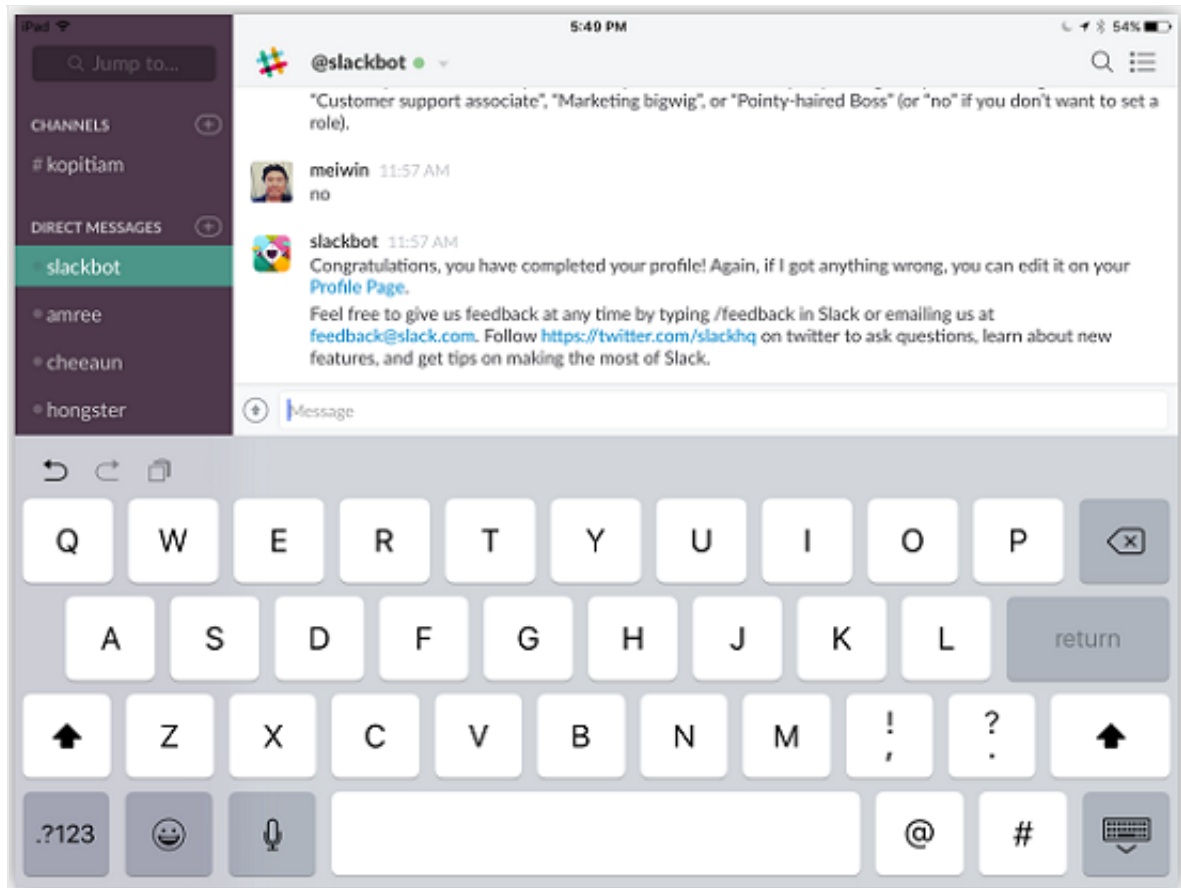 iPad 5:49 PM 54%
Jump to...
@slackbot
"Customer support associate", "Marketing bigwig", or "Pointy-haired Boss" (or "no" if you don't want to set a
role).
CHANNELS
# kopitiam
meiwin 11:57 AM
no
DIRECT MESSAGES
slackbot
amree
cheeaun
hongster
slackbot 11:57 AM
Congratulations, you have completed your profile! Again, if I got anything wrong, you can edit it on your
Profile Page.
Feel free to give us feedback at any time by typing /feedback in Slack or emailing us at
feedback@slack.com. Follow https://twitter.com/slackhq on twitter to ask questions, learn about new
features, and get tips on making the most of Slack.
Message
Q W E R T Y U I O P
A S D F G H J K L return
Z X C V B N M ! , ? .
.?123 @ #